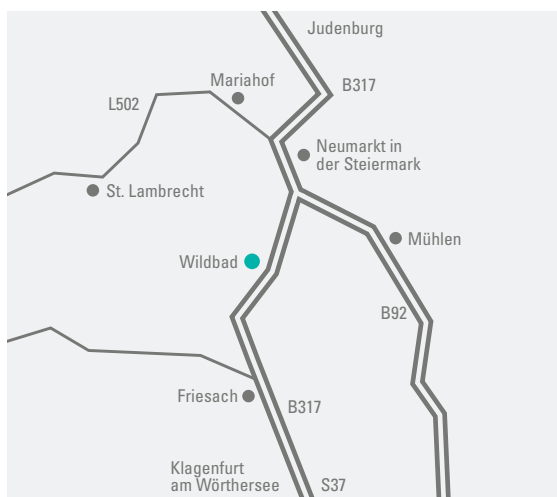 Judenburg
Mariahof
B317
L502
Neumarkt in
der Steiermark
St. Lambrecht
Mühlen
Wildbad
B92
Friesach
B317
Klagenfurt
am Wörthersee
S37